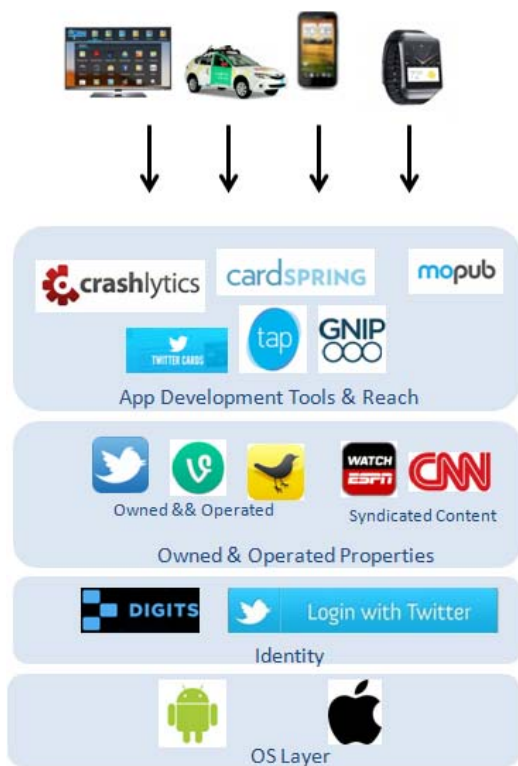 crashlytics
cardSPRING
mopub
TWITTER CARDS
tap
GNIP
App Development Tools & Reach
WATCH
ESPN
CNN
Owned && Operated
Syndicated Content
Owned & Operated Properties
DIGITS
Login with Twitter
Identity
OS Layer